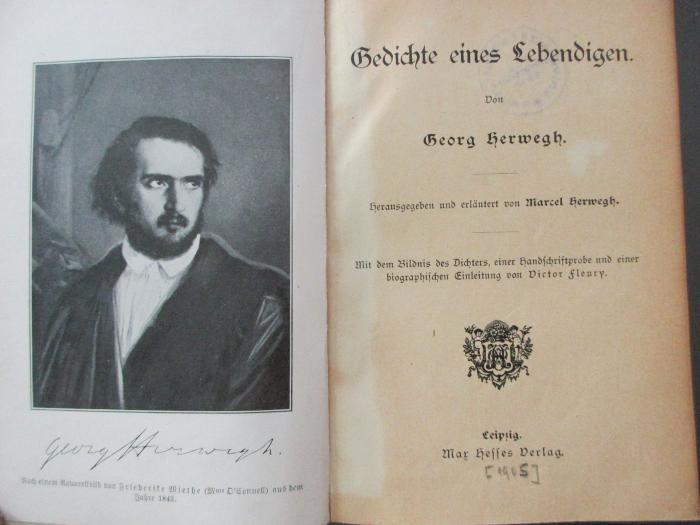 Georg Herwegh.
Nach einem Aquarellbild von Friederike Miethe (Mme O'Connell) aus dem
Jahre 1843.
Gedichte eines Lebendigen.
Von
Georg Herwegh.
Herausgegeben und erläutert von Marcel Herwegh.
Mit dem Bildnis des Dichters, einer Handschriftprobe und einer
biographischen Einleitung von Victor Fleury.
Leipzig.
Max Hesses Verlag.
[1905]